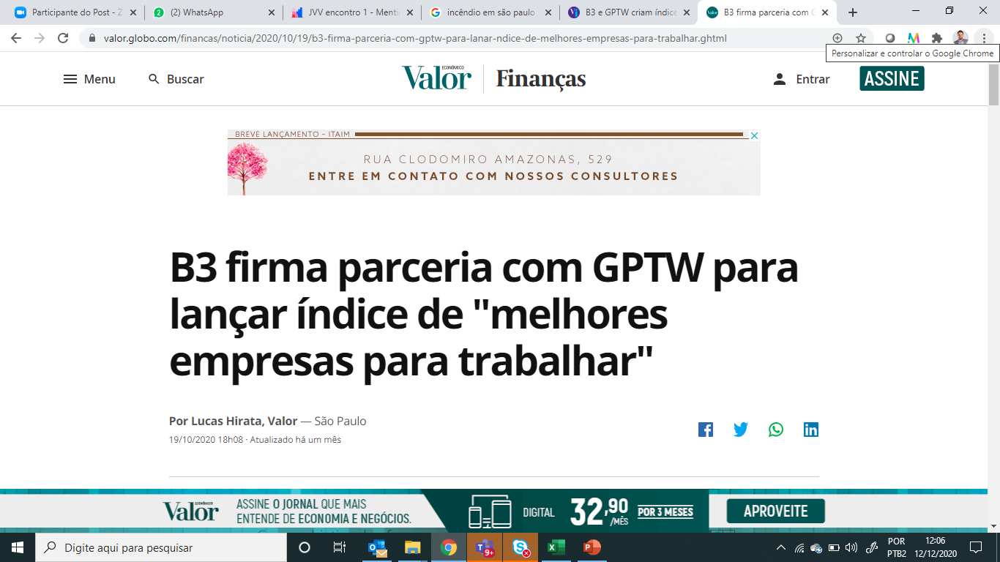 Participante do Post - Z
2
(2) WhatsApp
JVV encontro 1 - Menti
incêndio em são paulo
B3 e GPTW criam índice
B3 firma parceria com G
valor.globo.com/financas/noticia/2020/10/19/b3-firma-parceria-com-gptw-para-lanar-ndice-de-melhores-empresas-para-trabalhar.ghtml
Personalizar e controlar o Google Chrome
Menu
Buscar
Valor ECONÔMICO
Finanças
Entrar
ASSINE
BREVE LANÇAMENTO - ITAIM
RUA CLODOMIRO AMAZONAS, 529
ENTRE EM CONTATO COM NOSSOS CONSULTORES
B3 firma parceria com GPTW para
lançar índice de "melhores
empresas para trabalhar"
Por Lucas Hirata, Valor — São Paulo
19/10/2020 18h08 · Atualizado há um mês
Valor ECONÔMICO
ASSINE O JORNAL QUE MAIS
ENTENDE DE ECONOMIA E NEGÓCIOS.
DIGITAL
32,90
/MÊS
POR 3 MESES
APROVEITE
Digite aqui para pesquisar
9+
POR
PTB2
12:06
12/12/2020